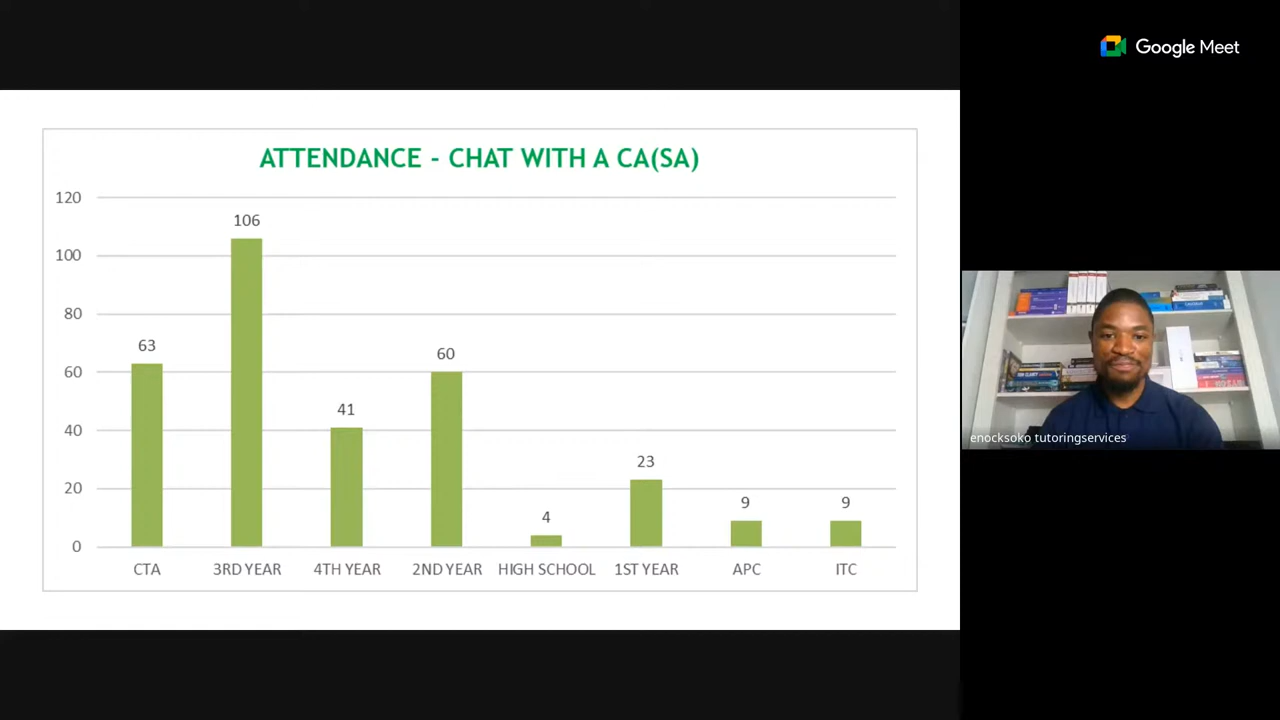 Google Meet
ATTENDANCE - CHAT WITH A CA(SA)
120
100
80
60
40
20
0
63
106
41
60
4
23
9
9
CTA
3RD YEAR
4TH YEAR
2ND YEAR
HIGH SCHOOL
1ST YEAR
APC
ITC
enocksoko tutoringservices